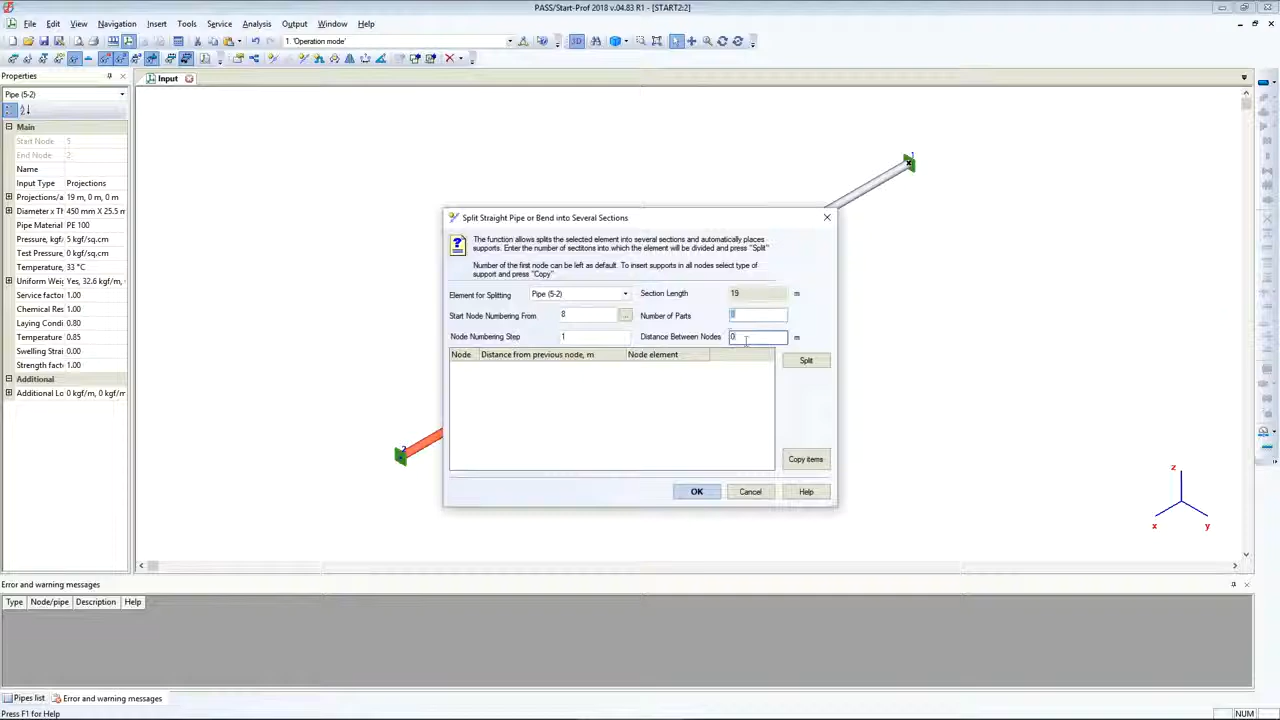 PASS/Start-Prof 2018 v.04.83 R1 - [START2:2]
File Edit View Navigation Insert Tools Service Analysis Output Window Help
1. 'Operation mode'
3D
Properties
Input
Pipe (5-2)
Main
Start Node 5
End Node 2
Name
Input Type Projections
Projections/a 19 m, 0 m, 0 m
Diameter x Th 450 mm X 25.5 m
Pipe Material PE 100
Pressure, kgf 5 kgf/sq.cm
Test Pressure, 0 kgf/sq.cm
Temperature, 33 °C
Uniform Weig Yes, 32.6 kgf/m,
Service factor 1.00
Chemical Res 1.00
Laying Condi 0.80
Temperature 0.85
Swelling Strai 0.00
Strength fact 1.00
Additional
Additional Lo 0 kgf/m, 0 kgf/m
1
2
Split Straight Pipe or Bend into Several Sections
The function allows splits the selected element into several sections and automatically places
supports. Enter the number of sectitons into which the element will be divided and press "Split"
Number of the first node can be left as default. To insert supports in all nodes select type of
support and press "Copy"
Element for Splitting Pipe (5-2) Section Length 19 m
Start Node Numbering From 8 ... Number of Parts
Node Numbering Step 1 Distance Between Nodes 0 m
Node Distance from previous node, m Node element
Split
Copy items
OK Cancel Help
z
x y
Error and warning messages
Type Node/pipe Description Help
Pipes list Error and warning messages
Press F1 for Help NUM